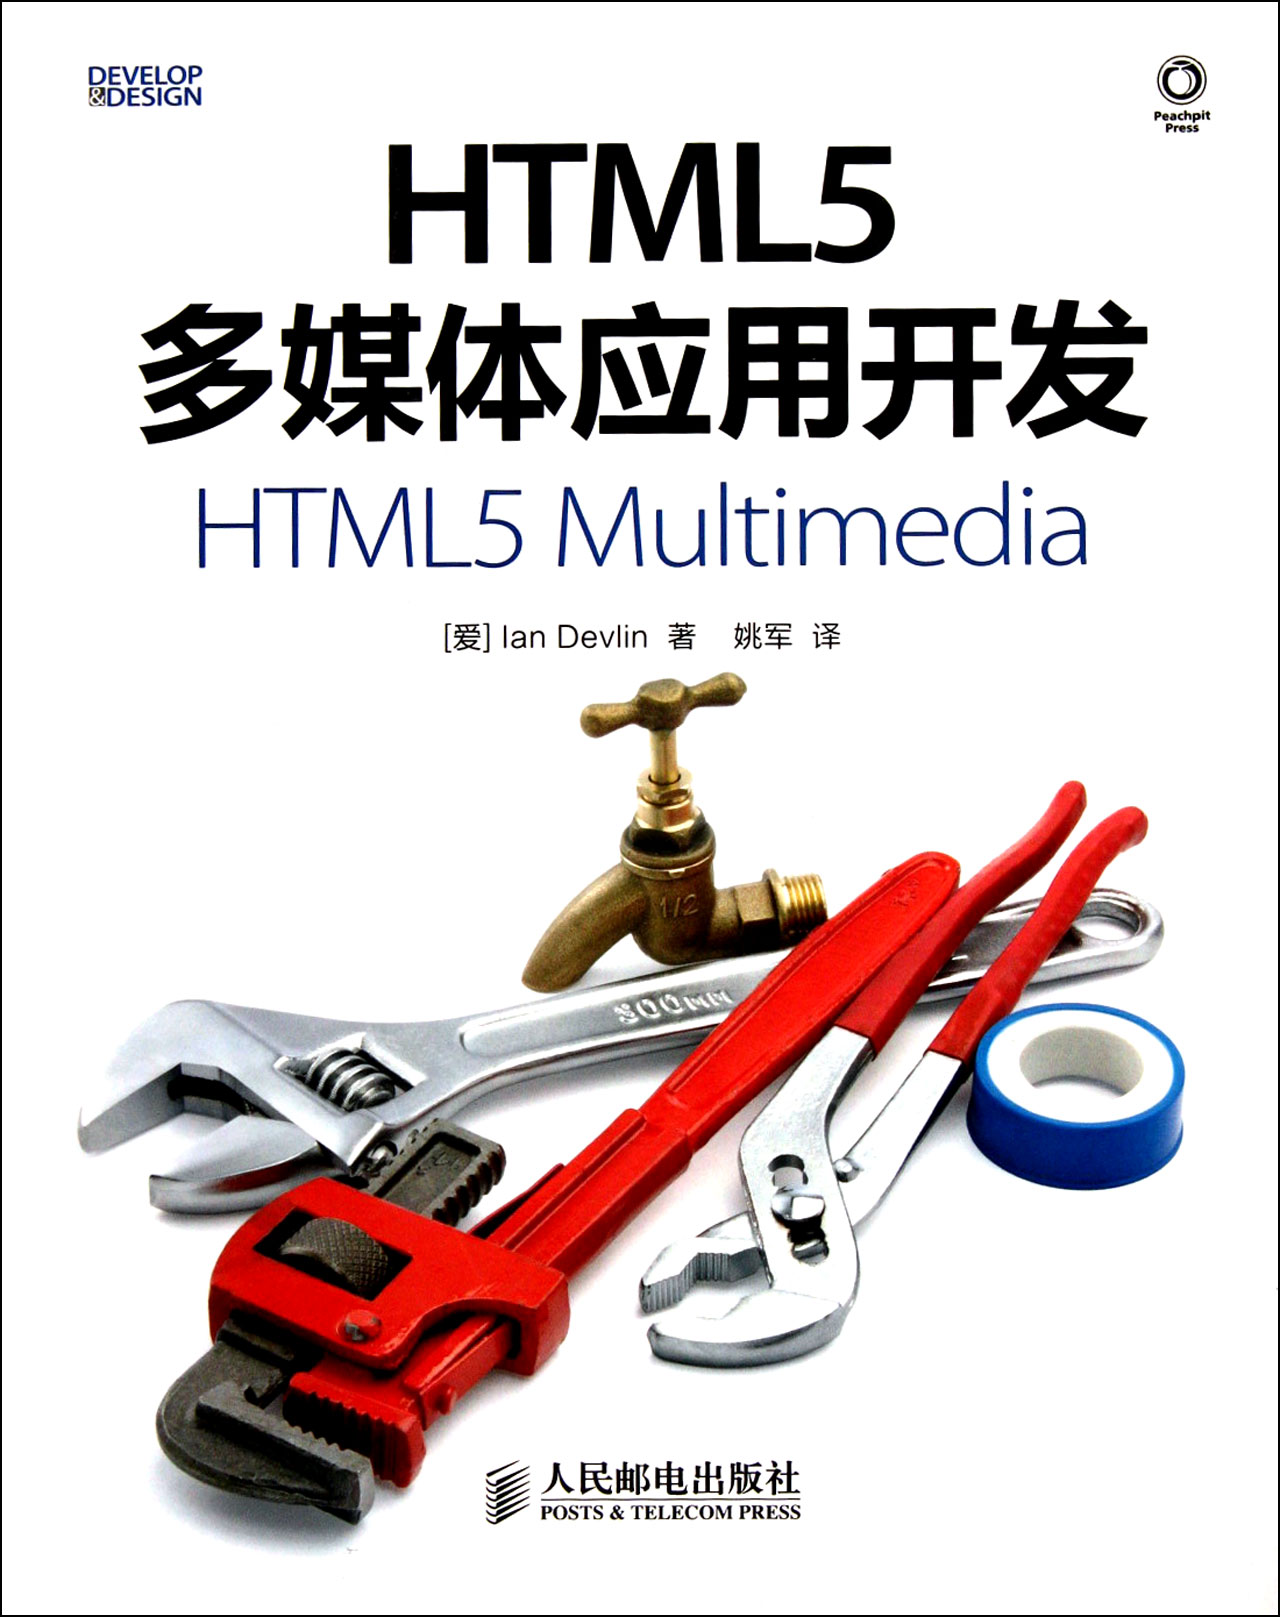 DEVELOP
&DESIGN
Peachpit
Press
HTML5
多媒体应用开发
HTML5 Multimedia
[爱] Ian Devlin 著 姚军 译
1/2
300MM
人民邮电出版社
POSTS & TELECOM PRESS